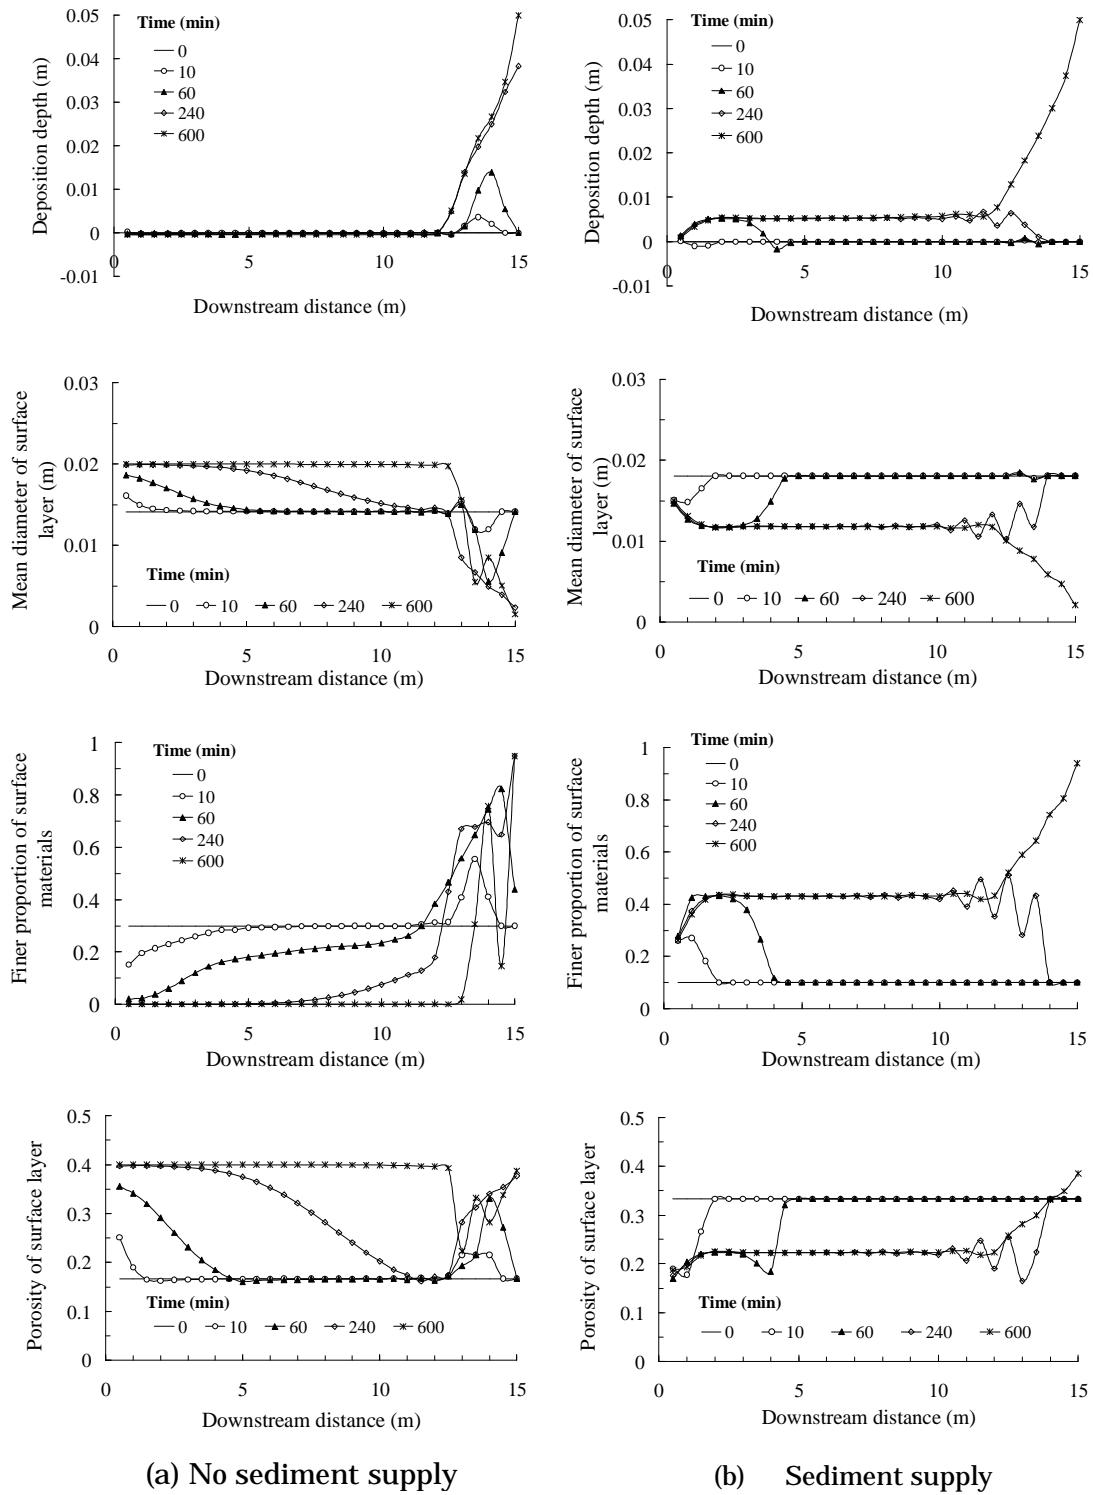 Time (min)
0
10
60
240
600
0.05
0.04
0.03
0.02
0.01
0
-0.01
0
5
10
15
Deposition depth (m)
Downstream distance (m)
Time (min)
0
10
60
240
600
0.05
0.04
0.03
0.02
0.01
0
-0.01
0
5
10
15
Deposition depth (m)
Downstream distance (m)
0.03
0.02
0.01
0
Mean diameter of surface
layer (m)
Time (min)
0 10 60 240 600
0 5 10 15
Downstream distance (m)
0.03
0.02
0.01
0
Mean diameter of surface
layer (m)
Time (min)
0 10 60 240 600
0 5 10 15
Downstream distance (m)
1
0.8
0.6
0.4
0.2
0
Finer proportion of surface
materials
Time (min)
0
10
60
240
600
0 5 10 15
Downstream distance (m)
Time (min)
0
10
60
240
600
1
0.8
0.6
0.4
0.2
0
Finer proportion of surface
materials
0 5 10 15
Downstream distance (m)
0.5
0.4
0.3
0.2
0.1
0
Porosity of surface layer
Time (min)
0 10 60 240 600
0 5 10 15
Downstream distance (m)
0.5
0.4
0.3
0.2
0.1
0
Porosity of surface layer
Time (min)
0 10 60 240 600
0 5 10 15
Downstream distance (m)
(a) No sediment supply
(b) Sediment supply